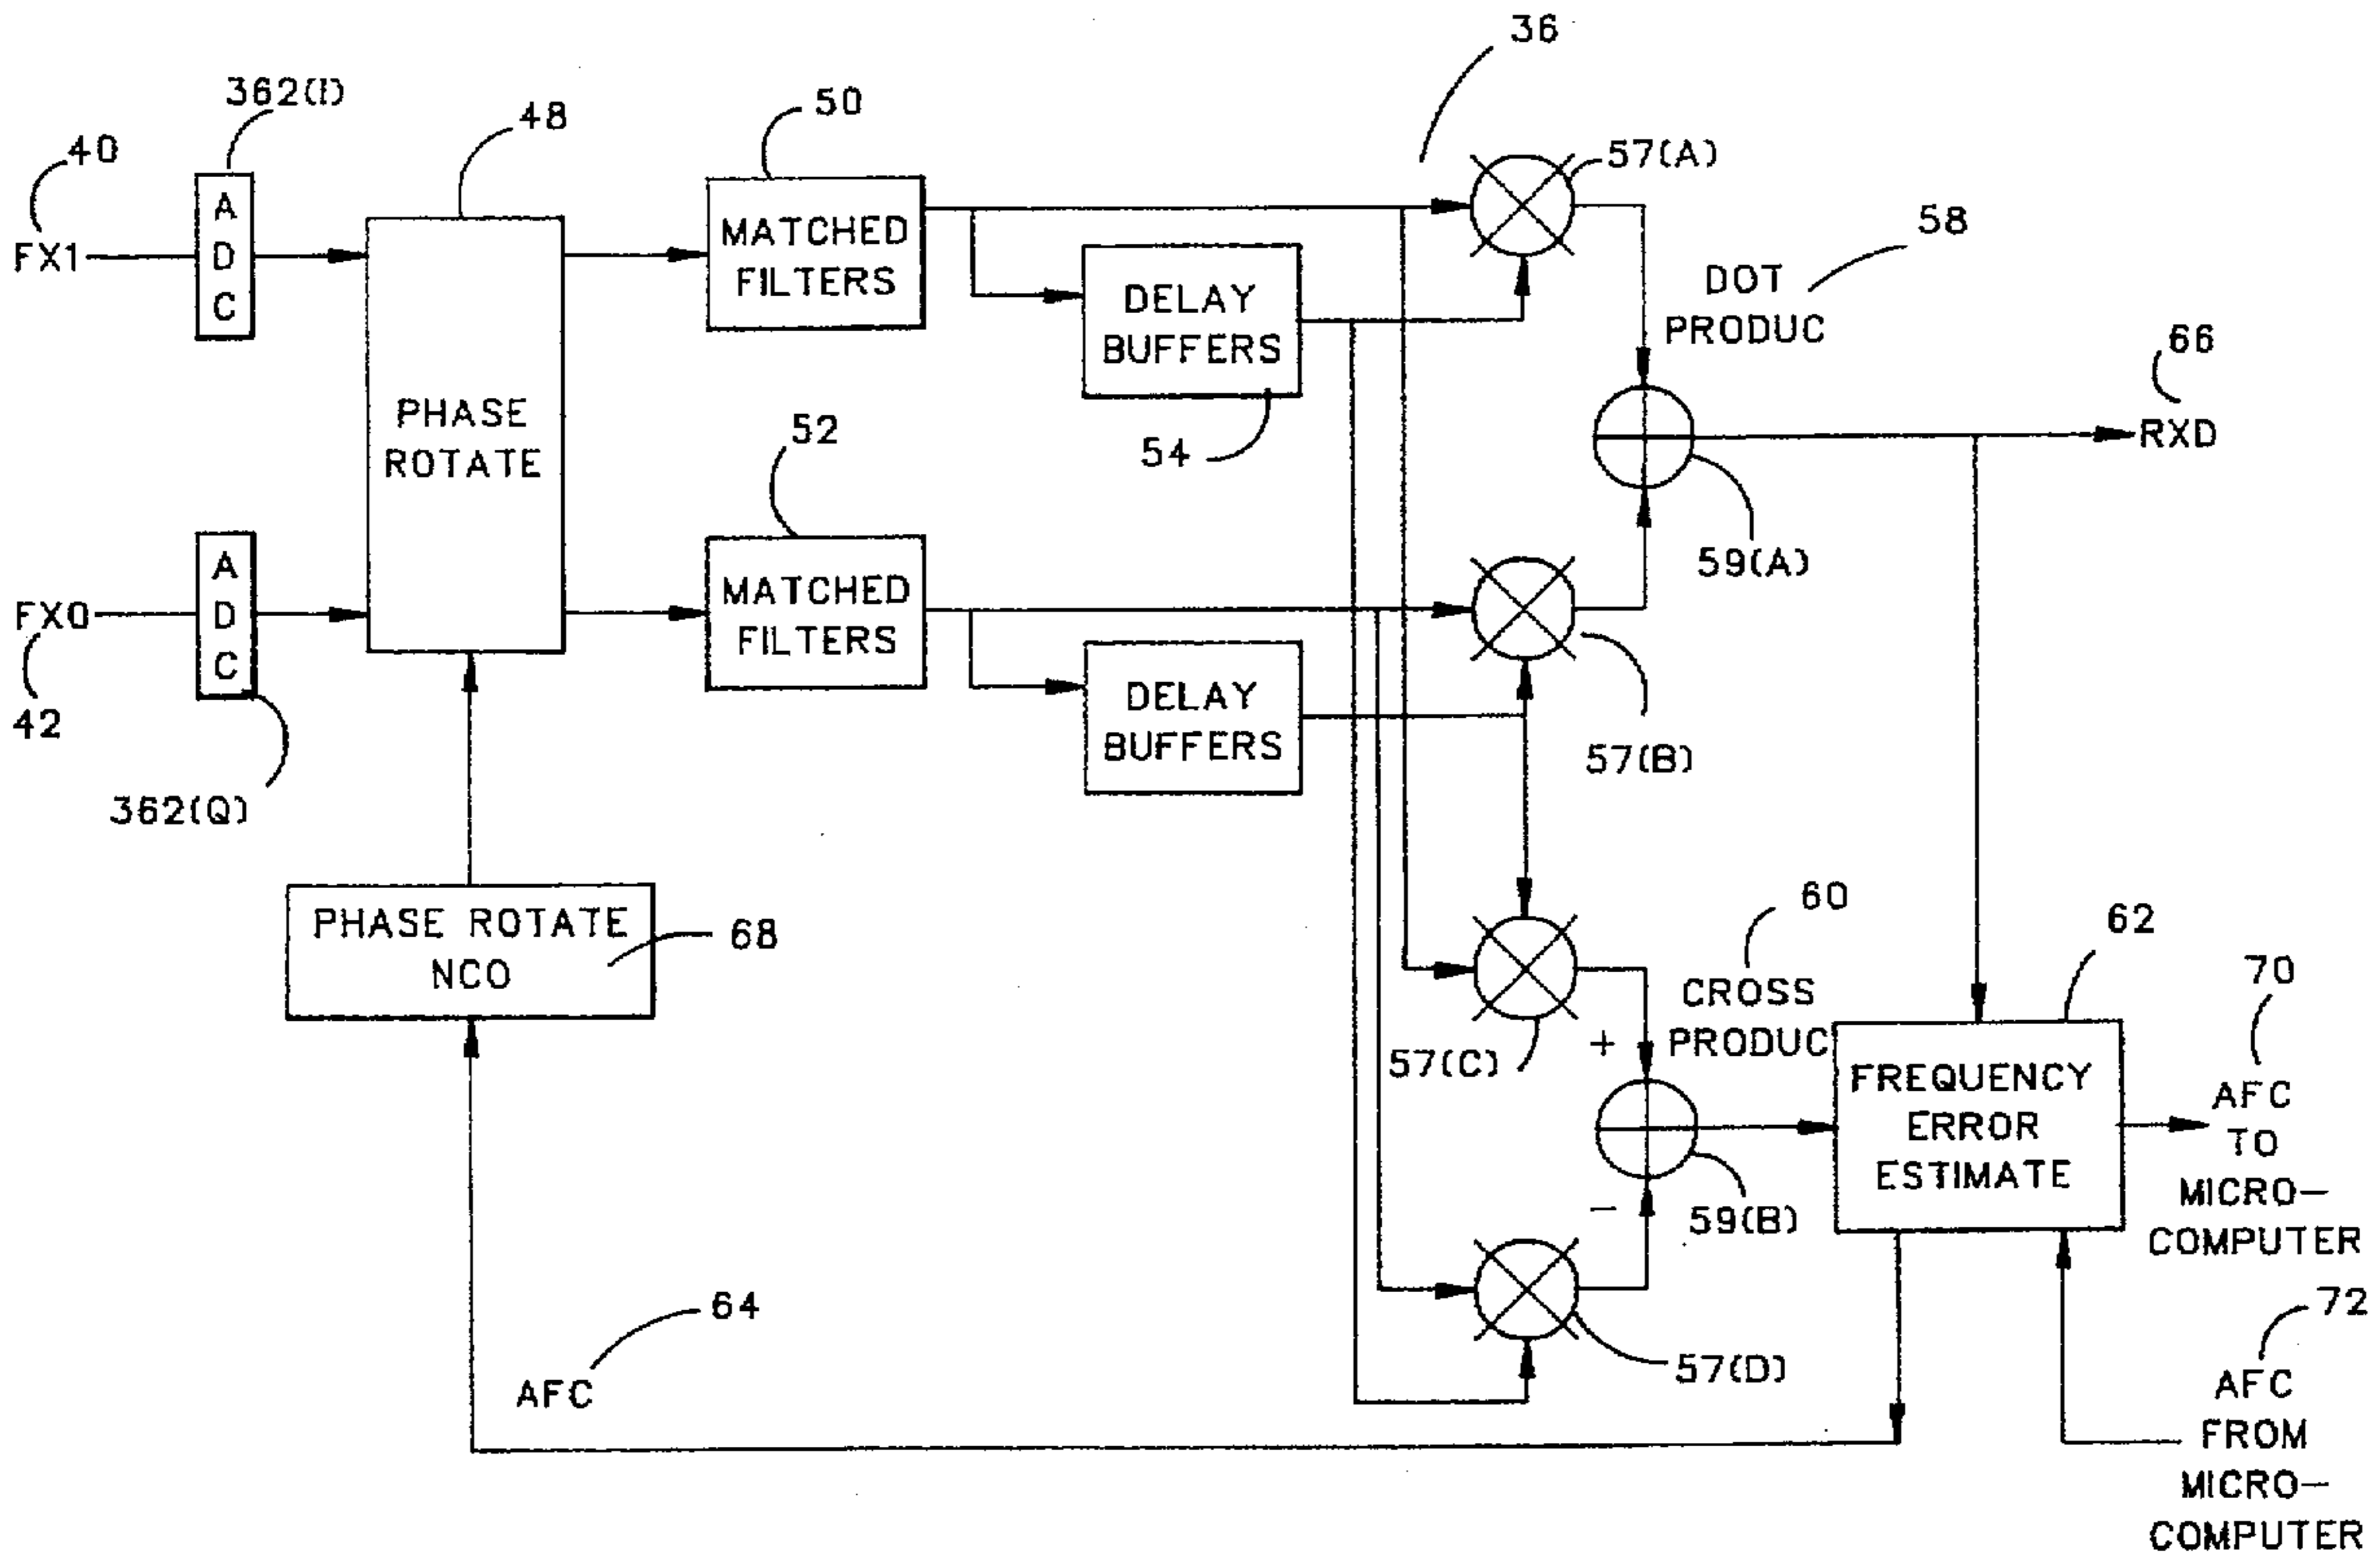 36
362(I)
48
50
40
57(A)
A
D
C
FX1
MATCHED
FILTERS
58
DOT
PRODUC
DELAY
BUFFERS
66
PHASE
ROTATE
52
54
RXD
59(A)
A
D
C
FX0
MATCHED
FILTERS
42
DELAY
BUFFERS
57(B)
362(Q)
60
62
PHASE ROTATE
NCO
68
70
CROSS
PRODUC
+
57(C)
FREQUENCY
ERROR
ESTIMATE
AFC
TO
MICRO-
COMPUTER
-
59(B)
64
72
57(D)
AFC
AFC
FROM
MICRO-
COMPUTER